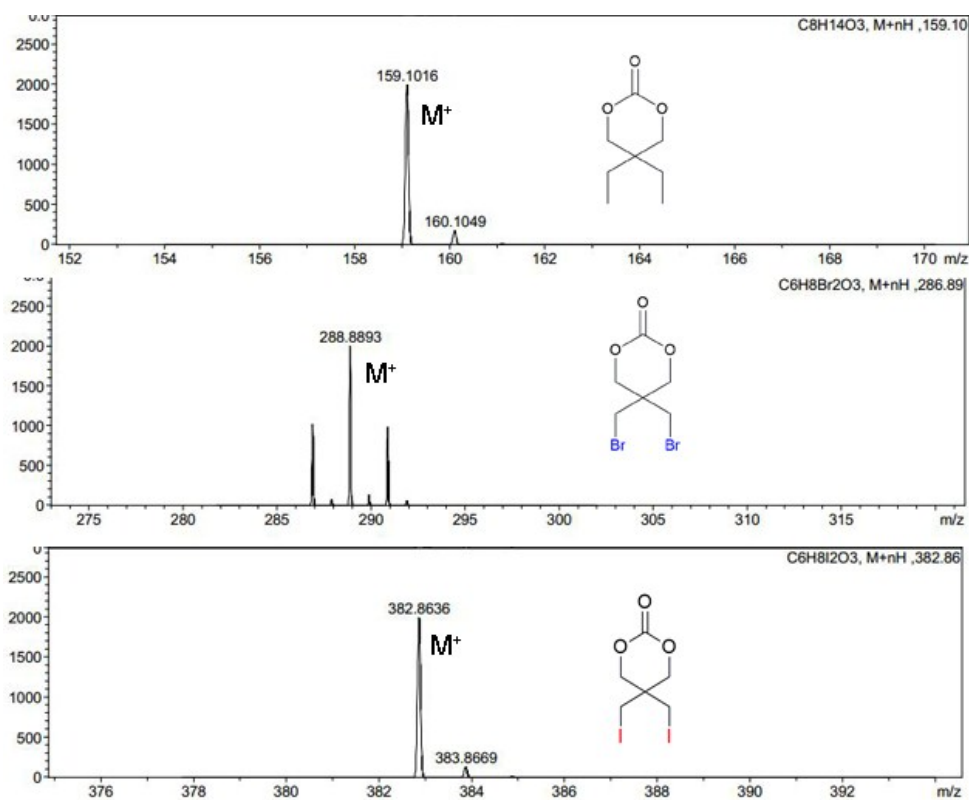 C8H14O3, M+nH ,159.10
2500
2000
1500
1000
500
0
159.1016
M+
160.1049
O
O O
152 154 156 158 160 162 164 166 168 170 m/z
C6H8Br2O3, M+nH ,286.89
2500
2000
1500
1000
500
0
288.8893
M+
O
O O
Br Br
275 280 285 290 295 300 305 310 315 m/z
C6H8I2O3, M+nH ,382.86
2500
2000
1500
1000
500
0
382.8636
M+
383.8669
O
O O
I I
376 378 380 382 384 386 388 390 392 m/z